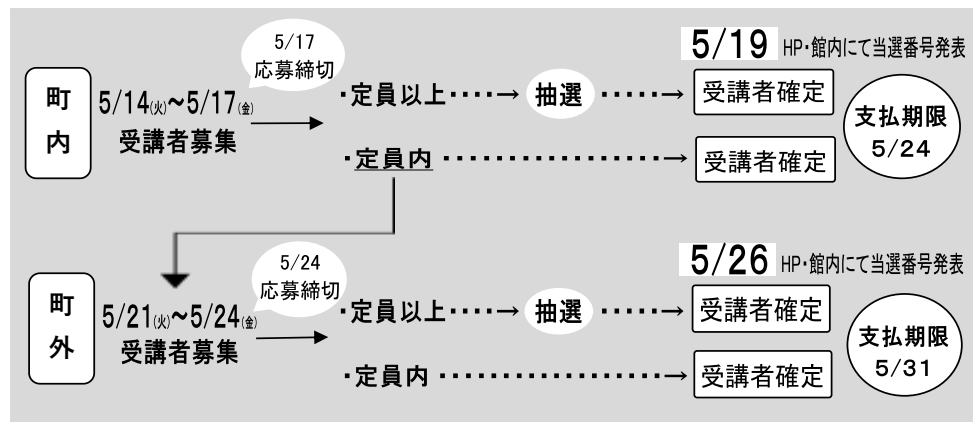 5/19 HP・館内にて当選番号発表
5/17
応募締切
町内
5/14(火)~5/17(金)
受講者募集
・定員以上‥‥→ 抽選 ‥‥→ 受講者確定
・定員内‥‥→ 受講者確定
支払期限
5/24
5/26 HP・館内にて当選番号発表
5/24
応募締切
町外
5/21(火)~5/24(金)
受講者募集
・定員以上‥‥→ 抽選 ‥‥→ 受講者確定
・定員内‥‥→ 受講者確定
支払期限
5/31